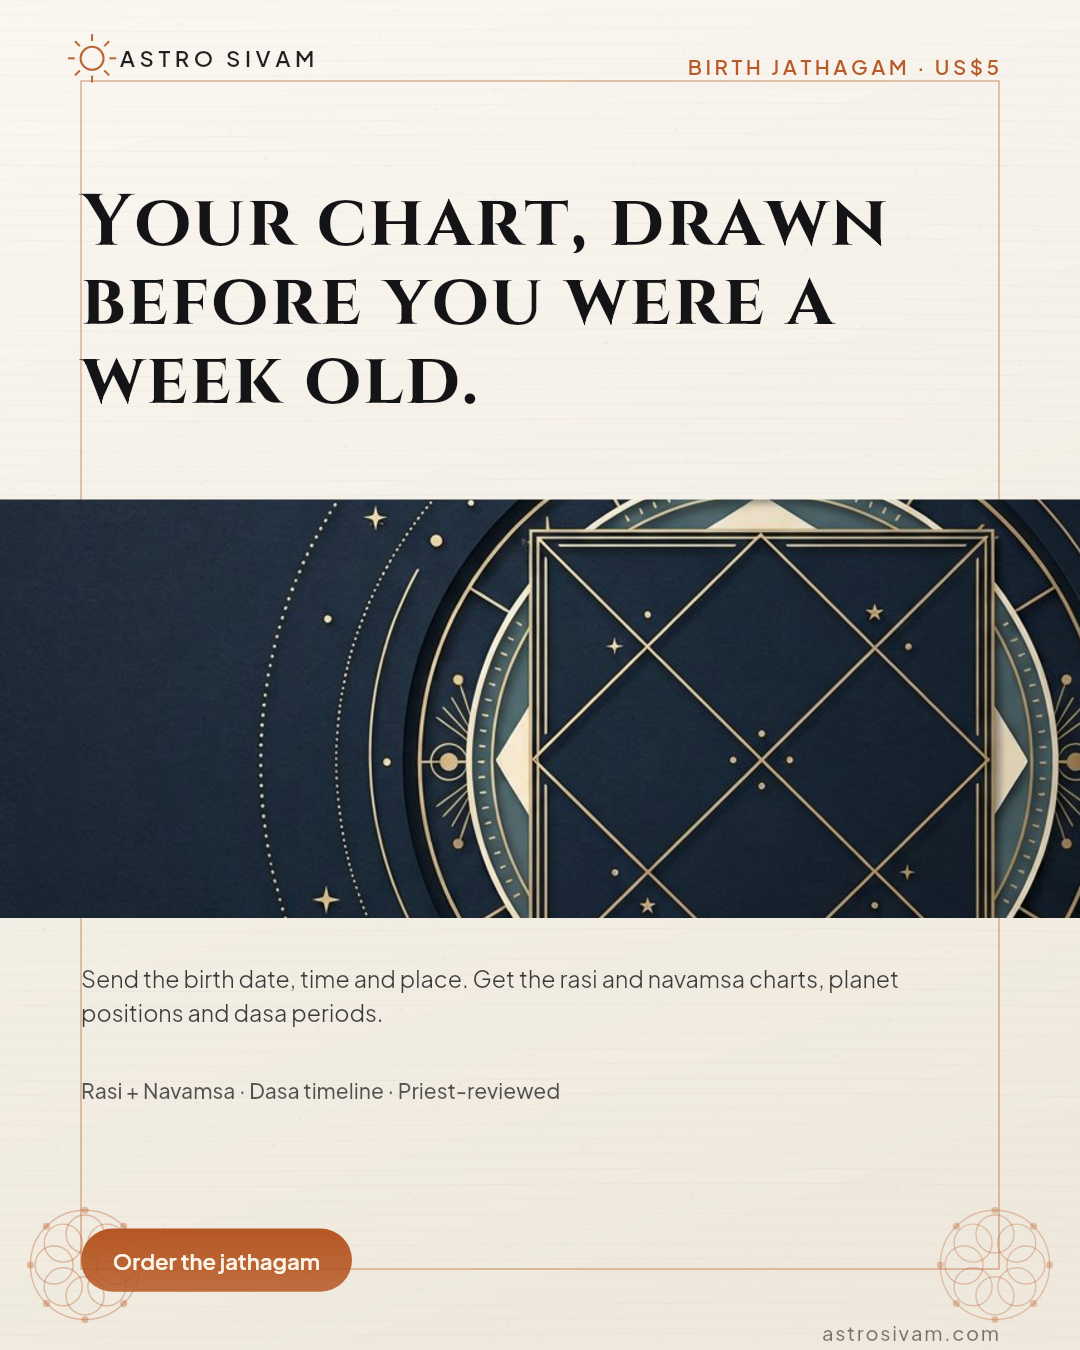 ASTRO SIVAM
BIRTH JATHAGAM · US$5
YOUR CHART, DRAWN
BEFORE YOU WERE A
WEEK OLD.
Send the birth date, time and place. Get the rasi and navamsa charts, planet
positions and dasa periods.
Rasi + Navamsa · Dasa timeline · Priest-reviewed
Order the jathagam
astrosivam.com